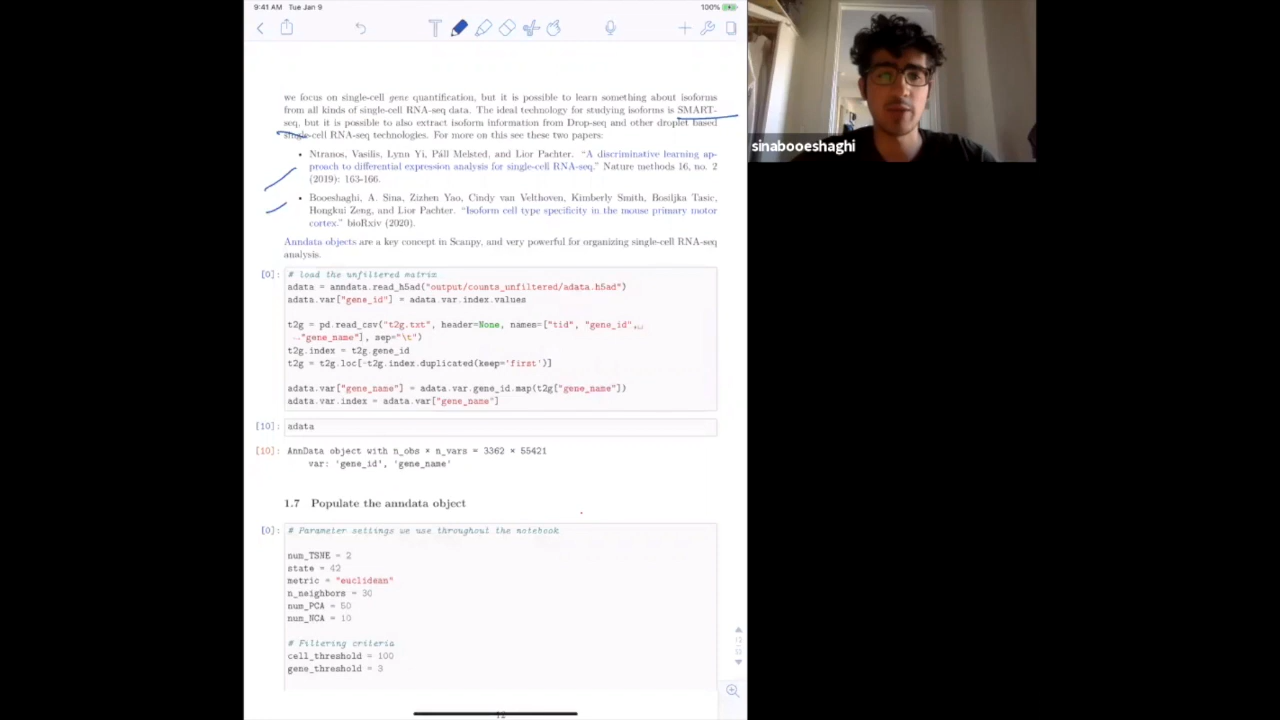 9:41 AM Tue Jan 9
100%
we focus on single-cell gene quantification, but it is possible to learn something about isoforms
from all kinds of single-cell RNA-seq data. The ideal technology for studying isoforms is SMART-
seq, but it is possible to also extract isoform information from Drop-seq and other droplet based
single-cell RNA-seq technologies. For more on this see these two papers:
• Ntranos, Vasilis, Lynn Yi, Páll Melsted, and Lior Pachter. “A discriminative learning ap-
proach to differential expression analysis for single-cell RNA-seq.” Nature methods 16, no. 2
(2019): 163-166.
• Booeshaghi, A. Sina, Zizhen Yao, Cindy van Velthoven, Kimberly Smith, Bosiljka Tasic,
Hongkui Zeng, and Lior Pachter. “Isoform cell type specificity in the mouse primary motor
cortex.” bioRxiv (2020).
Anndata objects are a key concept in Scanpy, and very powerful for organizing single-cell RNA-seq
analysis.
[0]: # load the unfiltered matrix
adata = anndata.read_h5ad("output/counts_unfiltered/adata.h5ad")
adata.var["gene_id"] = adata.var.index.values
t2g = pd.read_csv("t2g.txt", header=None, names=["tid", "gene_id",
"gene_name"], sep="\t")
t2g.index = t2g.gene_id
t2g = t2g.loc[~t2g.index.duplicated(keep='first')]
adata.var["gene_name"] = adata.var.gene_id.map(t2g["gene_name"])
adata.var.index = adata.var["gene_name"]
[10]: adata
[10]: AnnData object with n_obs × n_vars = 3362 × 55421
var: 'gene_id', 'gene_name'
1.7 Populate the anndata object
[0]: # Parameter settings we use throughout the notebook
num_TSNE = 2
state = 42
metric = "euclidean"
n_neighbors = 30
num_PCA = 50
num_NCA = 10
# Filtering criteria
cell_threshold = 100
gene_threshold = 3
12
sinabooeshaghi